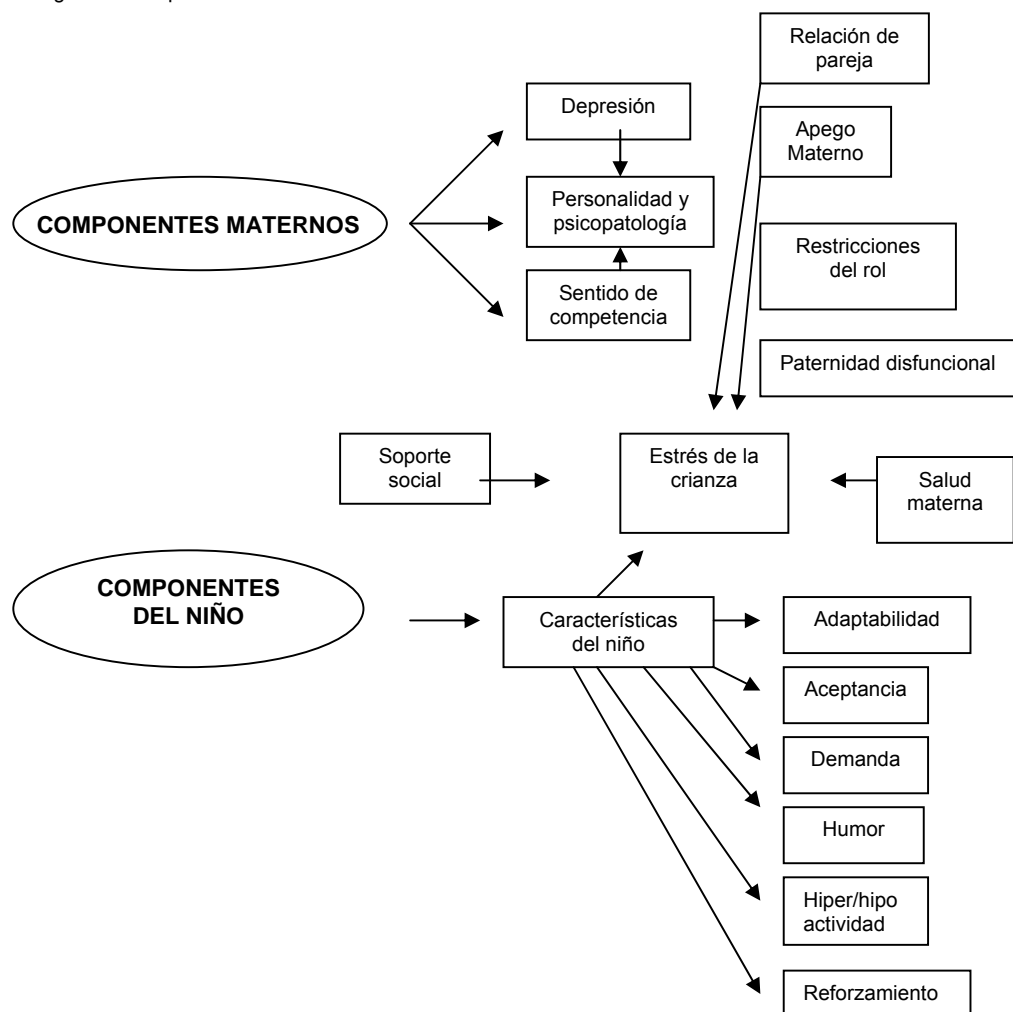 Relación de
pareja
Depresión
Apego
Materno
COMPONENTES MATERNOS
Personalidad y
psicopatología
Restricciones
del rol
Sentido de
competencia
Paternidad disfuncional
Soporte
social
Estrés de la
crianza
Salud
materna
COMPONENTES
DEL NIÑO
Características
del niño
Adaptabilidad
Aceptancia
Demanda
Humor
Hiper/hipo
actividad
Reforzamiento